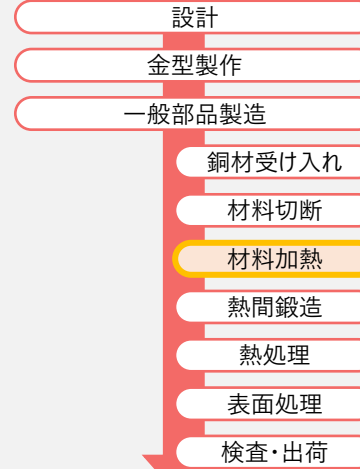 設計
金型製作
一般部品製造
銅材受け入れ
材料切断
材料加熱
熱間鍛造
熱処理
表面処理
検査・出荷